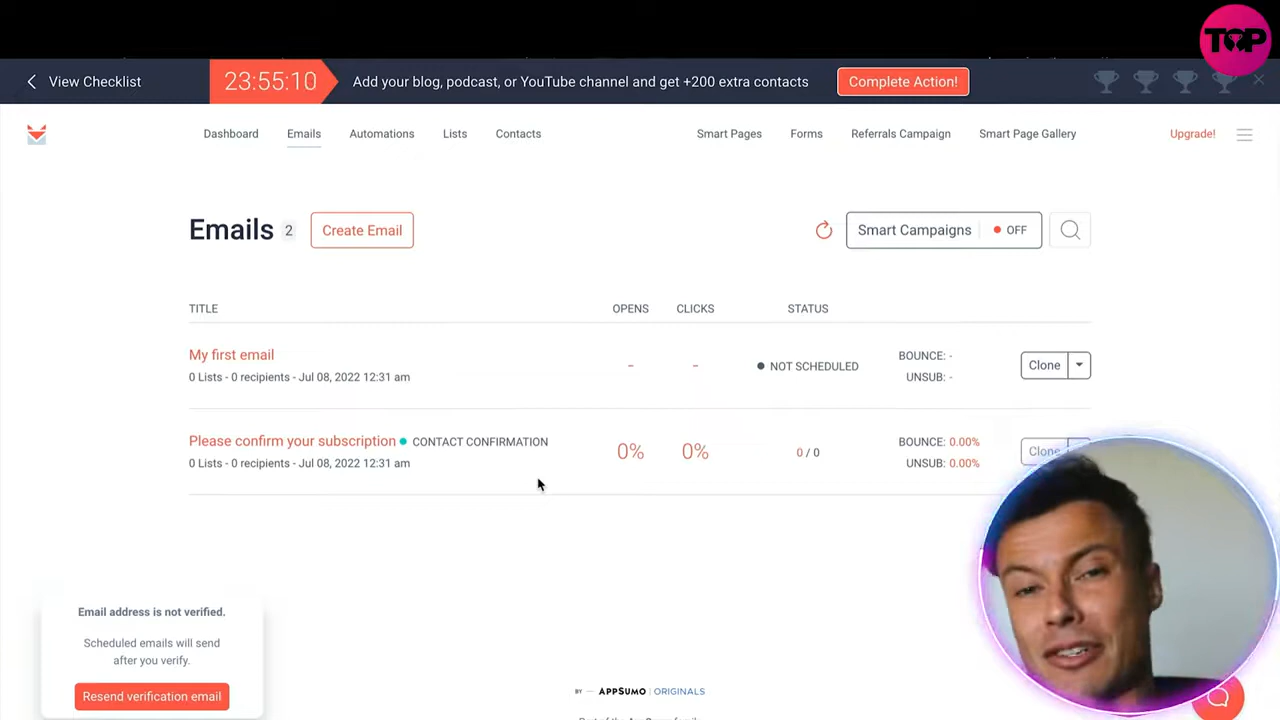 TOP
View Checklist
23:55:10
Add your blog, podcast, or YouTube channel and get +200 extra contacts
Complete Action!
Dashboard
Emails
Automations
Lists
Contacts
Smart Pages
Forms
Referrals Campaign
Smart Page Gallery
Upgrade!
Emails 2
Create Email
Smart Campaigns
OFF
TITLE
OPENS
CLICKS
STATUS
My first email
0 Lists - 0 recipients - Jul 08, 2022 12:31 am
-
-
NOT SCHEDULED
BOUNCE: -
UNSUB: -
Clone
Please confirm your subscription
CONTACT CONFIRMATION
0 Lists - 0 recipients - Jul 08, 2022 12:31 am
0%
0%
0 / 0
BOUNCE: 0.00%
UNSUB: 0.00%
Clone
Email address is not verified.
Scheduled emails will send
after you verify.
Resend verification email
BY — APPSUMO | ORIGINALS